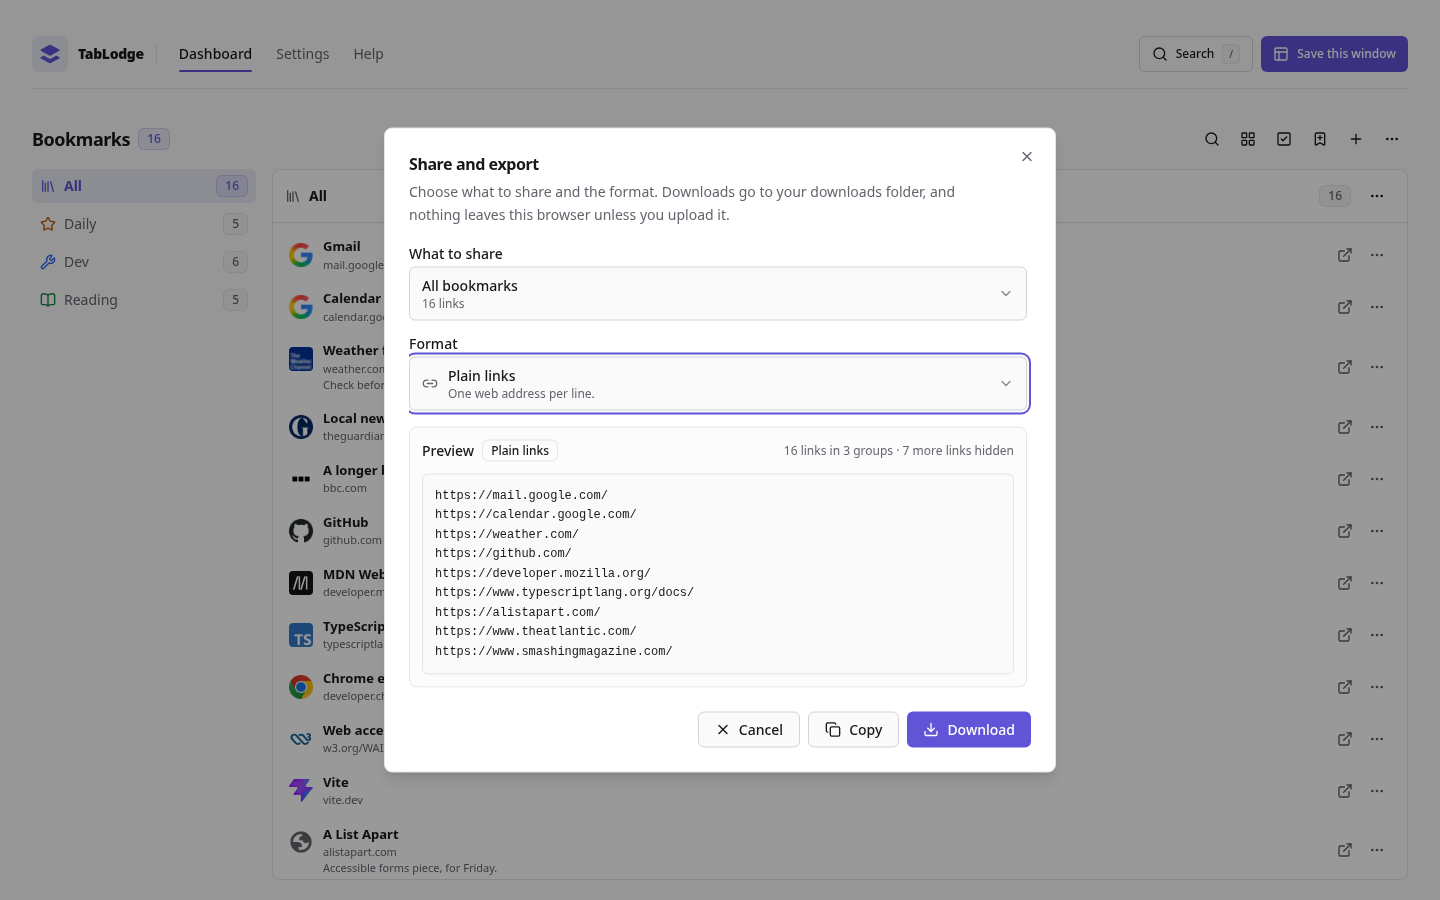 TabLodge
Dashboard
Settings
Help
Search
/
Save this window
Bookmarks
16
All
16
Daily
5
Dev
6
Reading
5
All
16
Gmail
mail.google
Calendar
Weather
Check
Local
theguardian
A longer
bbc.com
GitHub
github.com
MDN Web
TypeScrip
Chrome
Web
w3.org/WAI
Vite
vite.dev
A List Apart
alistapart.com
Accessible forms piece, for Friday.
Share and export
Choose what to share and the format. Downloads go to your downloads folder, and
nothing leaves this browser unless you upload it.
What to share
All bookmarks
16 links
Format
Plain links
One web address per line.
Preview
Plain links
16 links in 3 groups · 7 more links hidden
https://mail.google.com/
https://calendar.google.com/
https://weather.com/
https://github.com/
https://developer.mozilla.org/
https://www.typescriptlang.org/docs/
https://alistapart.com/
https://www.theatlantic.com/
https://www.smashingmagazine.com/
Cancel
Copy
Download